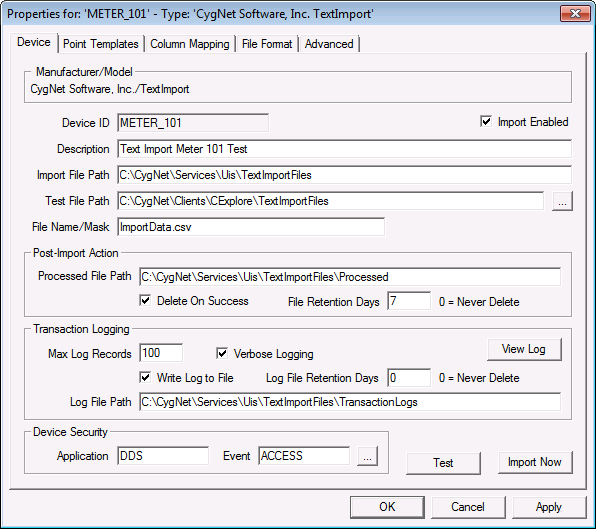 Properties for: 'METER_101' - Type: 'CygNet Software, Inc. TextImport'
Device Point Templates Column Mapping File Format Advanced
Manufacturer/Model
CygNet Software, Inc./TextImport
Device ID METER_101 Import Enabled
Description Text Import Meter 101 Test
Import File Path C:\CygNet\Services\Uis\TextImportFiles
Test File Path C:\CygNet\Clients\CExplore\TextImportFiles ...
File Name/Mask ImportData.csv
Post-Import Action
Processed File Path C:\CygNet\Services\Uis\TextImportFiles\Processed
Delete On Success File Retention Days 7 0 = Never Delete
Transaction Logging
Max Log Records 100 Verbose Logging View Log
Write Log to File Log File Retention Days 0 0 = Never Delete
Log File Path C:\CygNet\Services\Uis\TextImportFiles\TransactionLogs
Device Security
Application DDS Event ACCESS ... Test Import Now
OK Cancel Apply